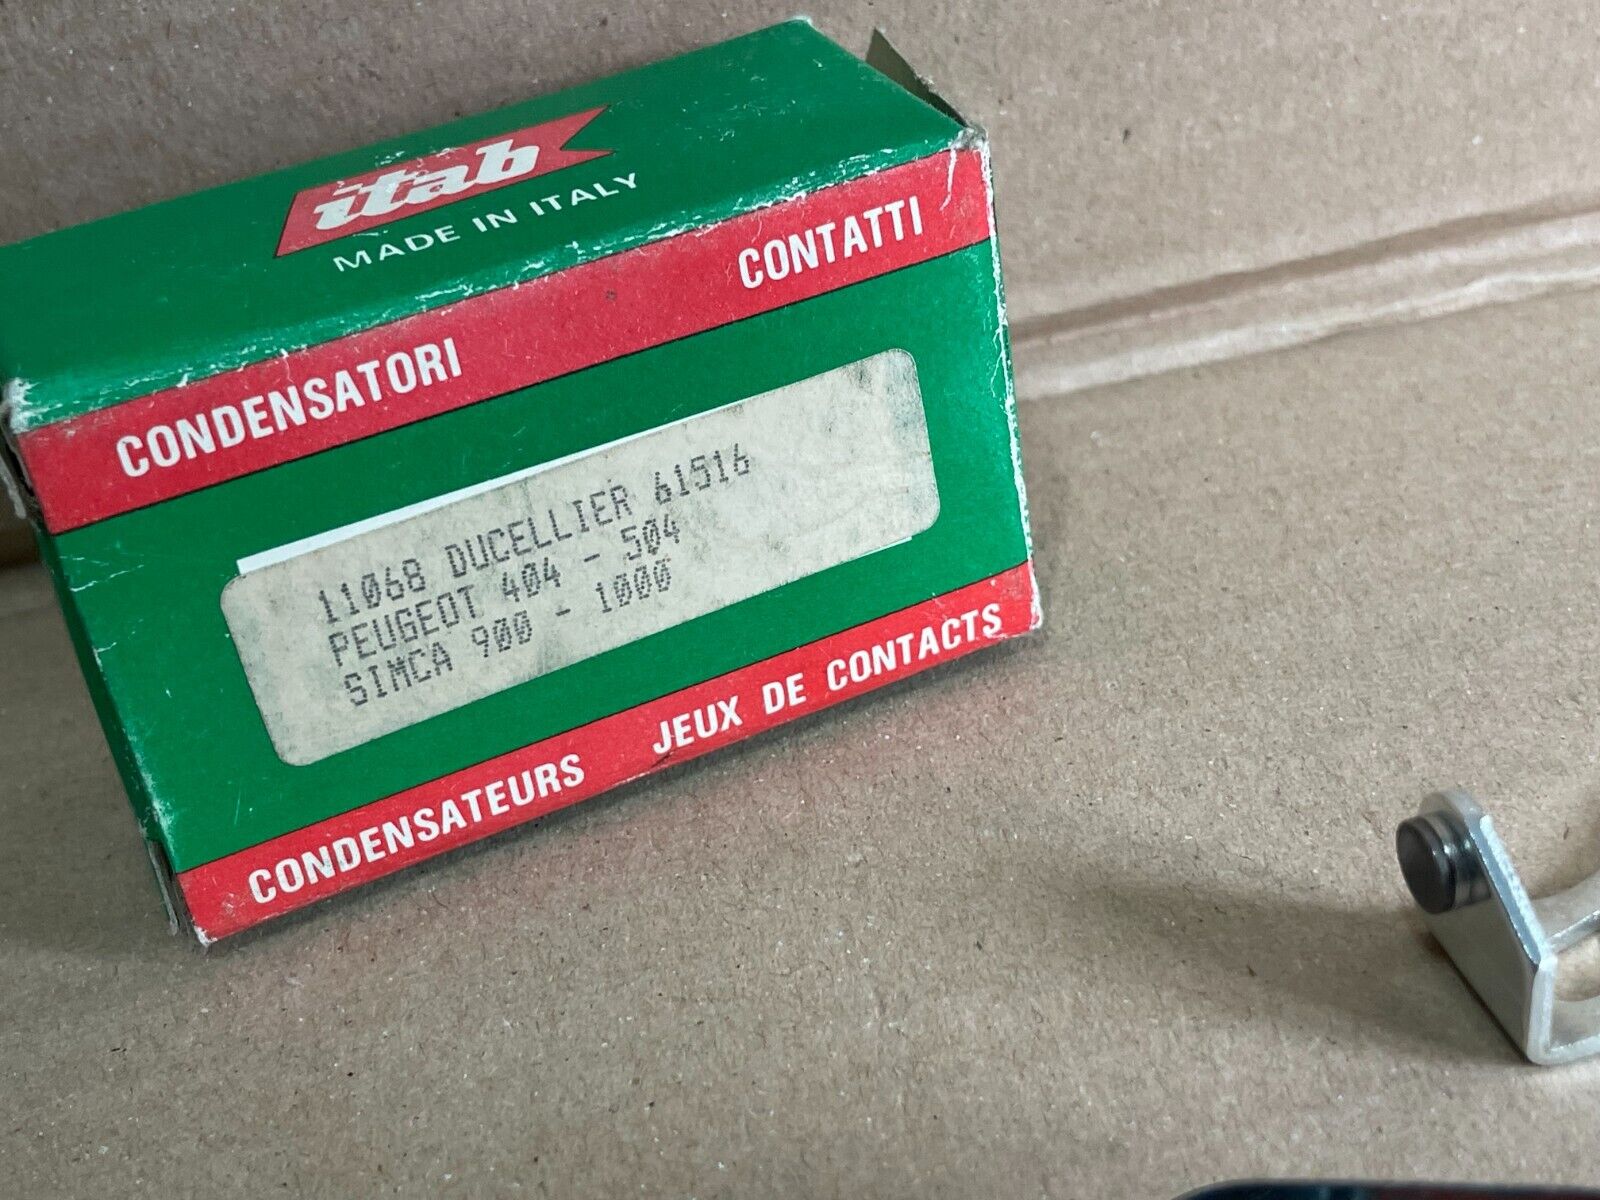 itab
MADE IN ITALY
CONDENSATORI CONTATTI
11068 DUCELLIER 61516
PEUGEOT 404 - 504
SIMCA 900 - 1000
CONDENSATEURS JEUX DE CONTACTS